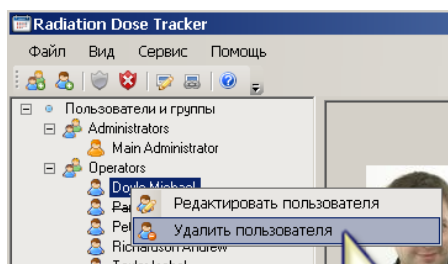 Radiation Dose Tracker
Файл Вид Сервис Помощь
Пользователи и группы
Administrators
Main Administrator
Operators
Doyle Michael
Редактировать пользователя
Удалить пользователя
Richardson Andrew